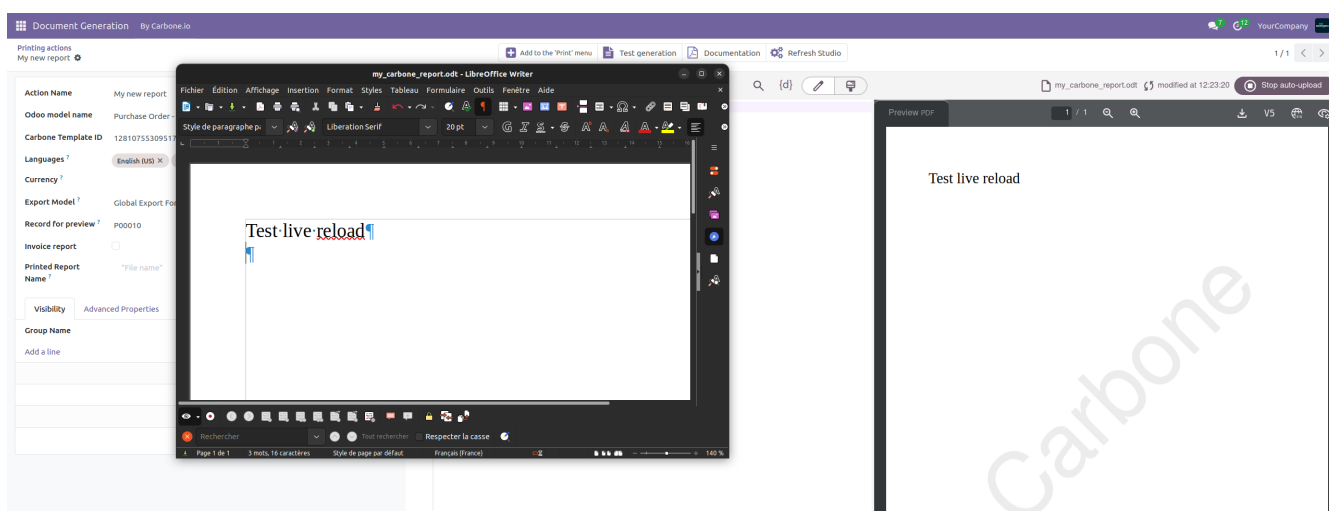 Document Generation By Carbone.io
7 12 YourCompany
Printing actions
My new report
Add to the 'Print' menu Test generation Documentation Refresh Studio
1 / 1
my_carbone_report.odt - LibreOffice Writer
Fichier Édition Affichage Insertion Format Styles Tableau Formulaire Outils Fenêtre Aide
Liberation Serif 20 pt
Test live reload
Rechercher Tout rechercher Respecter la casse
Page 1 de 1 3 mots, 16 caractères Style de page par défaut Français (France) 140 %
Action Name My new report
Odoo model name Purchase Order -
Carbone Template ID 12810755309517
Languages ? English (US) ×
Currency ?
Export Model ? Global Export For
Record for preview ? P00010
Invoice report
Printed Report Name ? "File name"
Visibility Advanced Properties
Group Name
Add a line
{d}
my_carbone_report.odt modified at 12:23:20 Stop auto-upload
Preview PDF 1 / 1 V5
Test live reload
Carbone